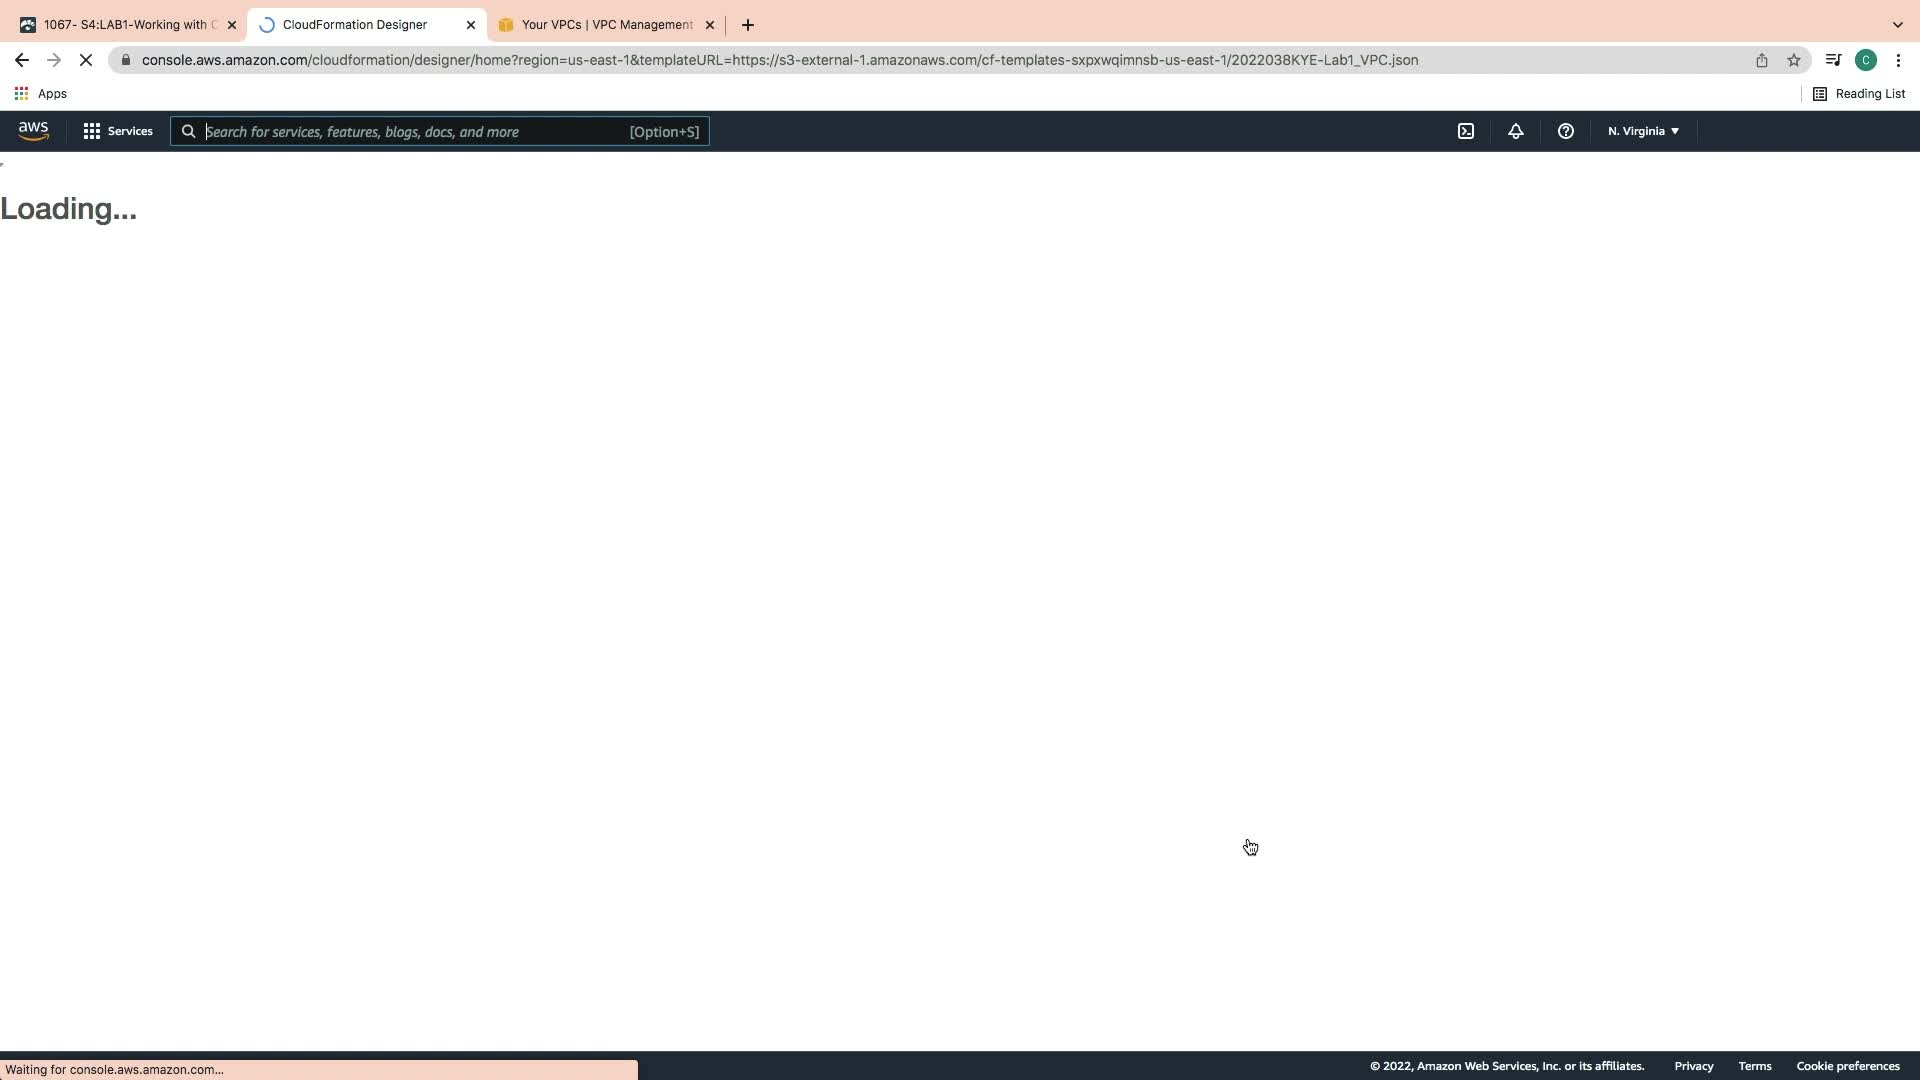 1067- S4:LAB1-Working with C
CloudFormation Designer
Your VPCs | VPC Management
console.aws.amazon.com/cloudformation/designer/home?region=us-east-1&templateURL=https://s3-external-1.amazonaws.com/cf-templates-sxpxwqimnsb-us-east-1/2022038KYE-Lab1_VPC.json
C
Apps
Reading List
aws
Services
Search for services, features, blogs, docs, and more
[Option+S]
N. Virginia
Loading...
Waiting for console.aws.amazon.com...
© 2022, Amazon Web Services, Inc. or its affiliates.
Privacy
Terms
Cookie preferences